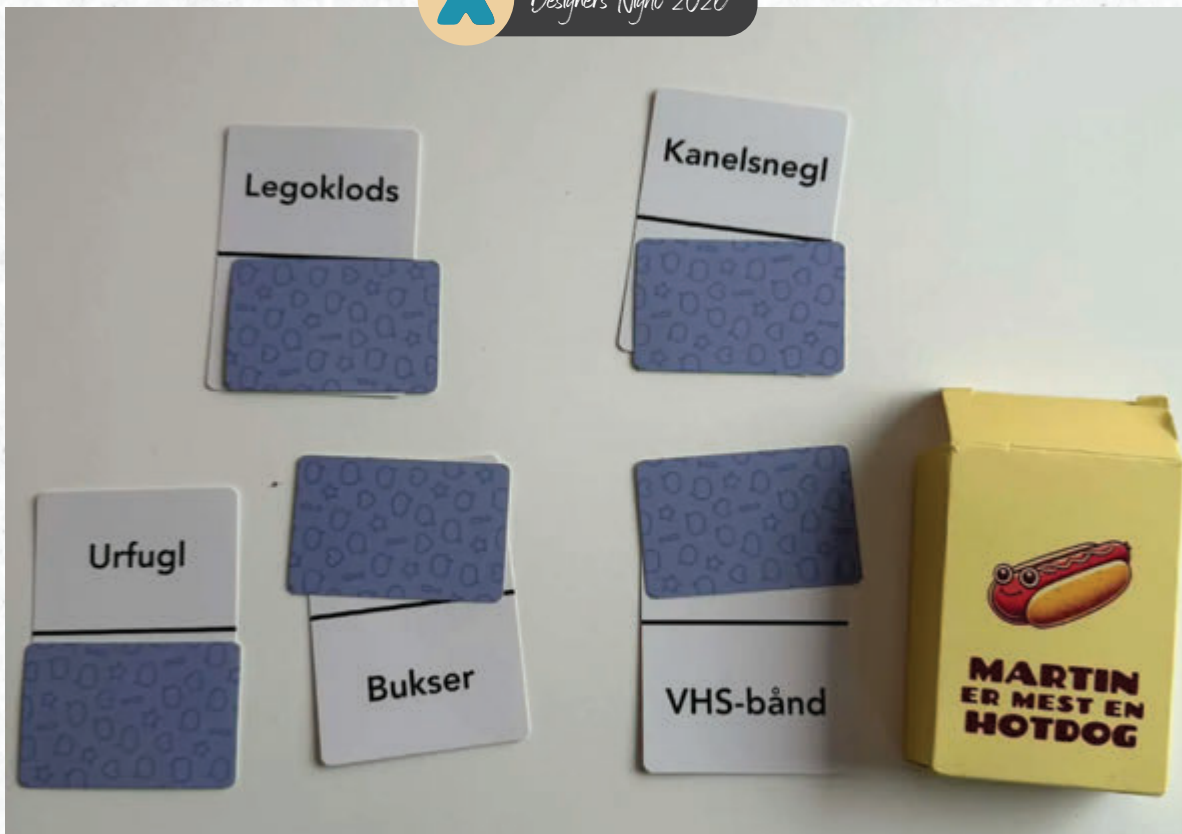 Designers Night 2020
Legoklods
Kanelsnegl
Urfugl
Bukser
VHS-bånd
MARTIN
ER MEST EN
HOTDOG